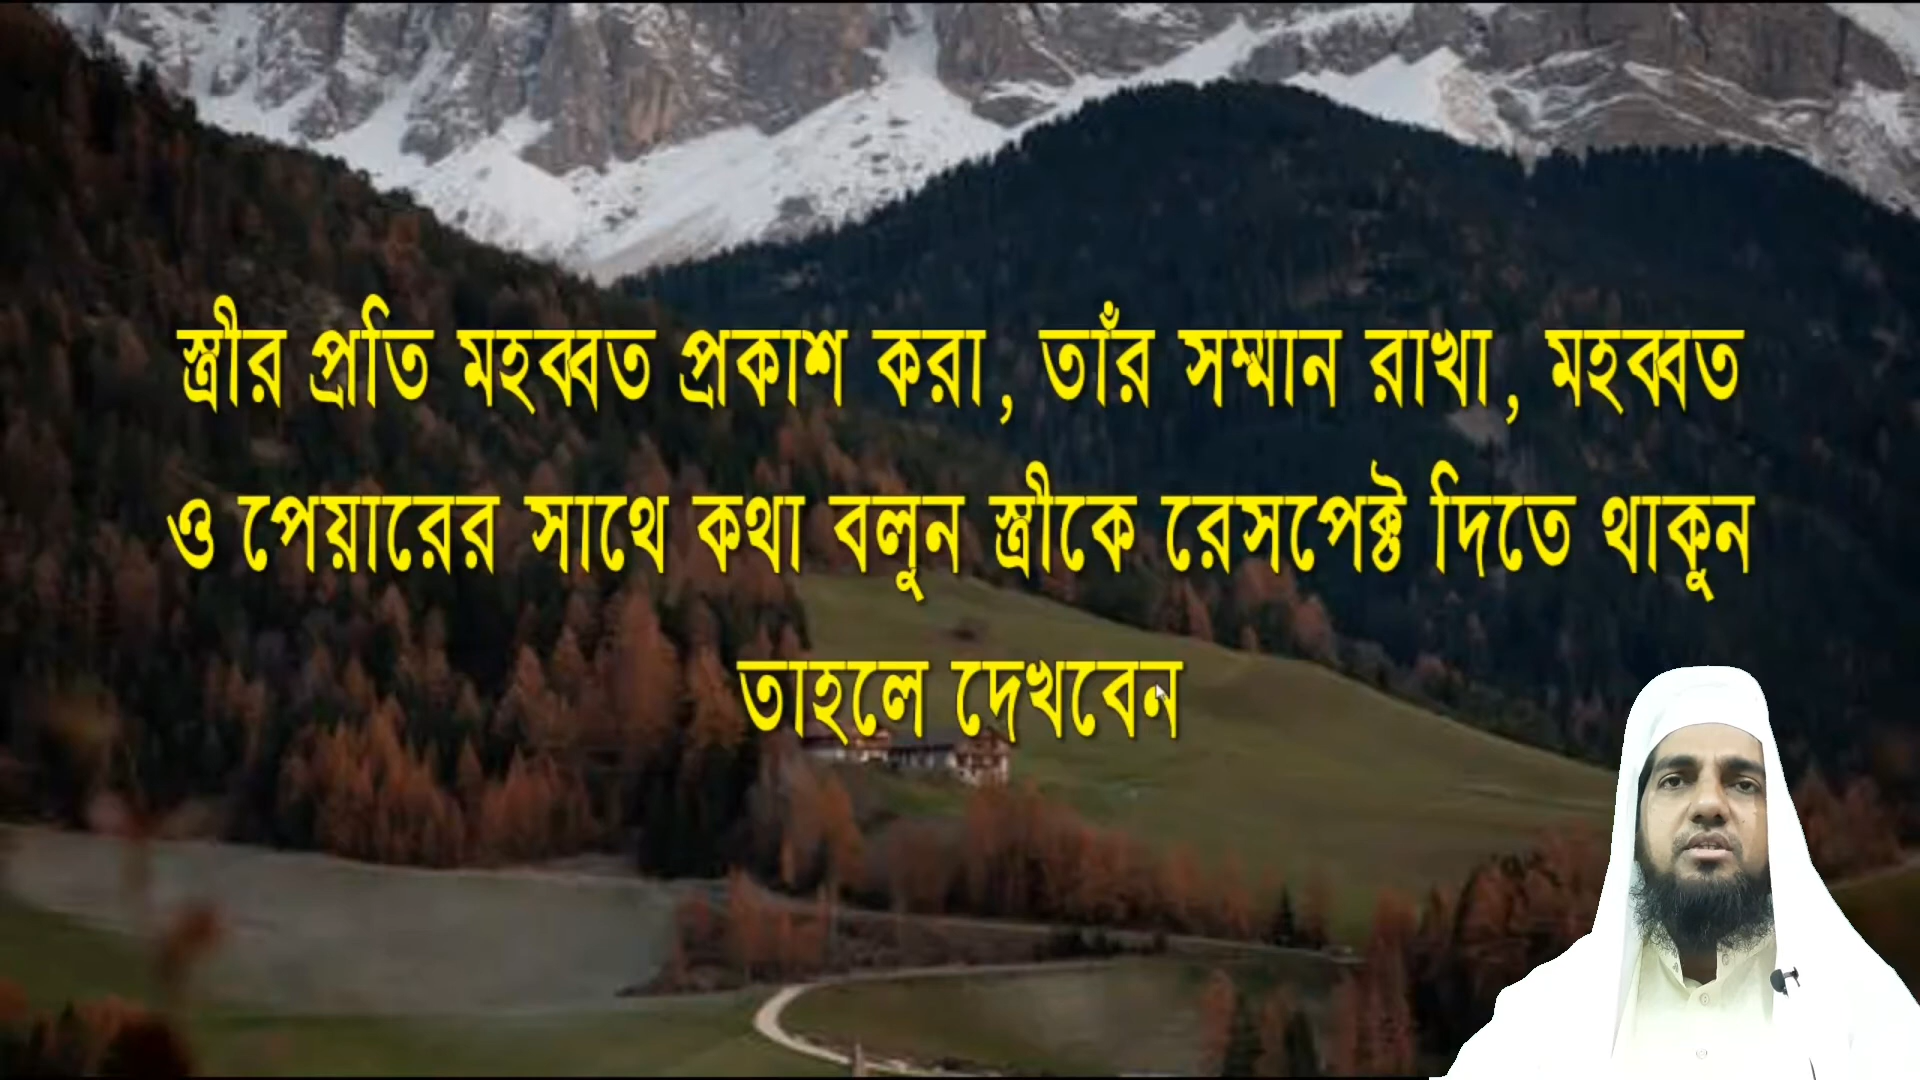 স্ত্রীর প্রতি মহব্বত প্রকাশ করা, তাঁর সম্মান রাখা, মহব্বত
ও পেয়ারের সাথে কথা বলুন স্ত্রীকে রেসপেক্ট দিতে থাকুন
তাহলে দেখবেন